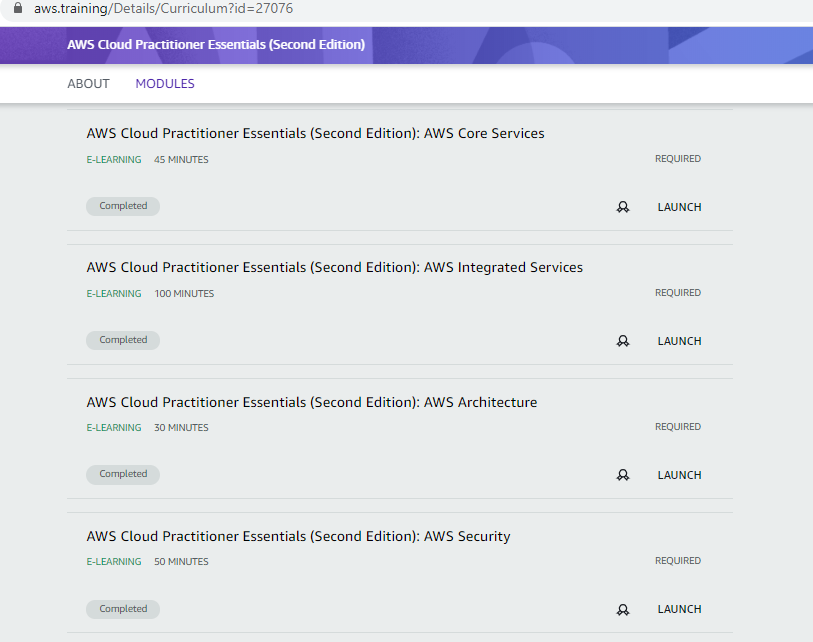 aws.training/Details/Curriculum?id=27076
AWS Cloud Practitioner Essentials (Second Edition)
ABOUT MODULES
AWS Cloud Practitioner Essentials (Second Edition): AWS Core Services
E-LEARNING 45 MINUTES REQUIRED
Completed LAUNCH
AWS Cloud Practitioner Essentials (Second Edition): AWS Integrated Services
E-LEARNING 100 MINUTES REQUIRED
Completed LAUNCH
AWS Cloud Practitioner Essentials (Second Edition): AWS Architecture
E-LEARNING 30 MINUTES REQUIRED
Completed LAUNCH
AWS Cloud Practitioner Essentials (Second Edition): AWS Security
E-LEARNING 50 MINUTES REQUIRED
Completed LAUNCH